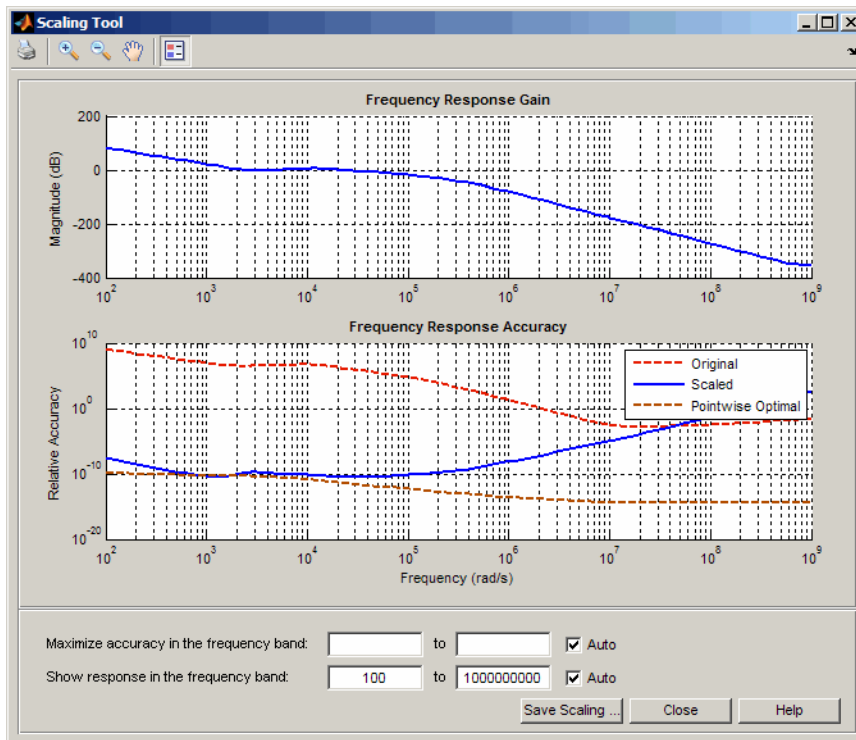 Scaling Tool
Frequency Response Gain
Magnitude (dB)
200
0
-200
-400
10^2 10^3 10^4 10^5 10^6 10^7 10^8 10^9
Frequency Response Accuracy
Relative Accuracy
10^10
10^0
10^-10
10^-20
Original
Scaled
Pointwise Optimal
10^2 10^3 10^4 10^5 10^6 10^7 10^8 10^9
Frequency (rad/s)
Maximize accuracy in the frequency band: to Auto
Show response in the frequency band: 100 to 1000000000 Auto
Save Scaling ... Close Help